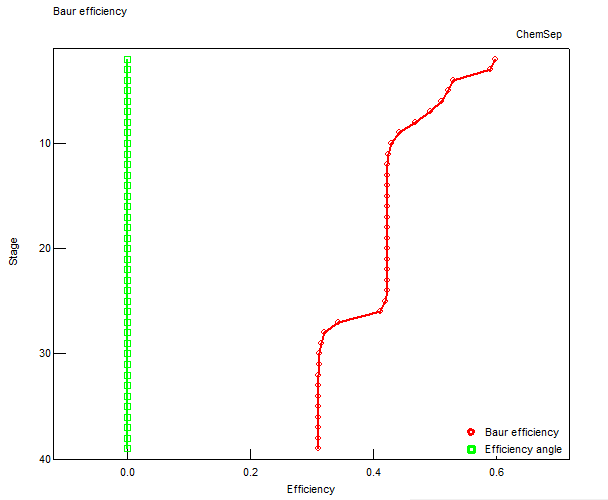 Baur efficiency
ChemSep
10
20
30
40
Stage
0.0 0.2 0.4 0.6
Efficiency
Baur efficiency
Efficiency angle